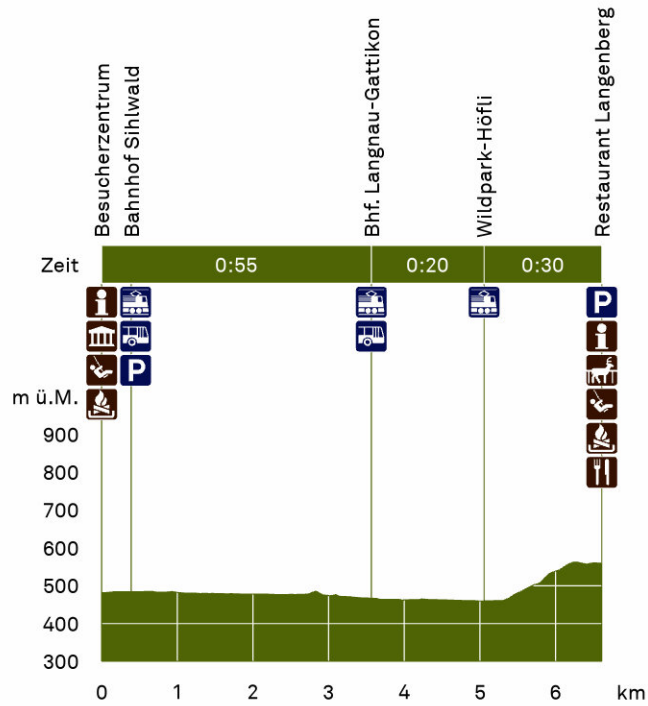 Besucherzentrum
Bahnhof Sihlwald
Bhf. Langnau-Gattikon
Wildpark-Höfli
Restaurant Langenberg
Zeit 0:55 0:20 0:30
P
P
m ü.M.
900
800
700
600
500
400
300
0 1 2 3 4 5 6 km